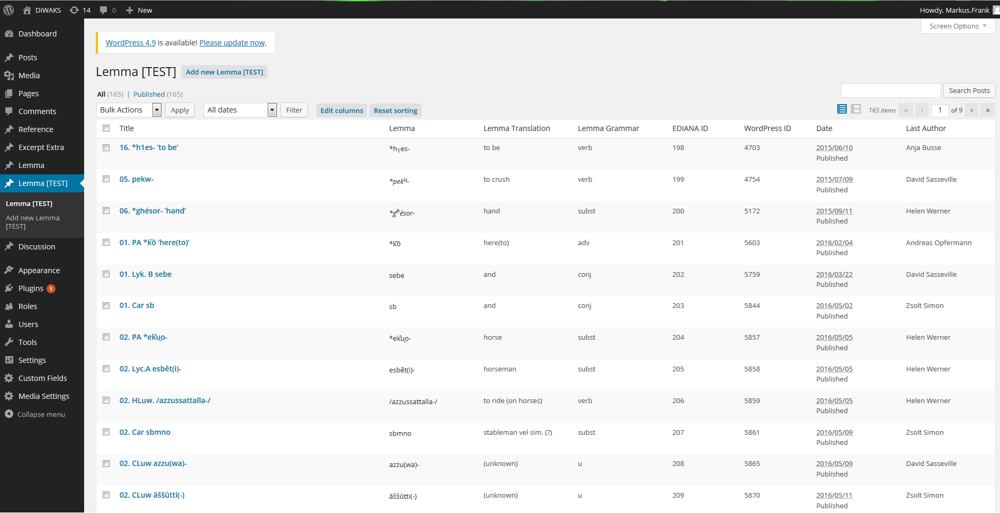 DiWAKS 14 0 New Howdy, Markus.Frank
Screen Options
Dashboard
Posts
Media
Pages
Comments
Reference
Excerpt Extra
Lemma
Lemma [TEST]
Lemma [TEST]
Add new Lemma
[TEST]
Discussion
Appearance
Plugins 9
Roles
Users
Tools
Settings
Custom Fields
Media Settings
Collapse menu
WordPress 4.9 is available! Please update now.
Lemma [TEST] Add new Lemma [TEST]
All (165) | Published (165)
Search Posts
Bulk Actions Apply All dates Filter Edit columns Reset sorting 165 items « ‹ 1 of 9 › »
Title Lemma Lemma Translation Lemma Grammar EDIANA ID WordPress ID Date Last Author
16. *h1es- ‘to be’ *h₁es- to be verb 198 4703 2015/06/10 Anja Busse
Published
05. pekw- *pekᵘ̯- to crush verb 199 4754 2015/07/09 David Sasseville
Published
06. *ghésor- ‘hand‘ *gʰésor- hand subst 200 5172 2015/09/11 Helen Werner
Published
01. PA *k̂ō ‘here(to)’ *k̂ō here(to) adv 201 5603 2016/02/04 Andreas Opfermann
Published
01. Lyk. B sebe sebe and conj 202 5759 2016/03/22 David Sasseville
Published
01. Car sb sb and conj 203 5844 2016/05/02 Zsolt Simon
Published
02. PA *ek̂u̯o- *ek̂u̯o- horse subst 204 5857 2016/05/05 Helen Werner
Published
02. Lyc.A esbẽt(i)- esbẽt(i)- horseman subst 205 5858 2016/05/05 Helen Werner
Published
02. HLuw. /azzussattalla-/ /azzussattalla-/ to ride (on horses) verb 206 5859 2016/05/05 Helen Werner
Published
02. Car sbmno sbmno stableman vel sim. (?) subst 207 5861 2016/05/09 Zsolt Simon
Published
02. CLuw azzu(wa)- azzu(wa)- (unknown) u 208 5865 2016/05/09 David Sasseville
Published
02. CLuw āššūtti(-) āššūtti(-) (unknown) u 209 5870 2016/05/11 Zsolt Simon
Published